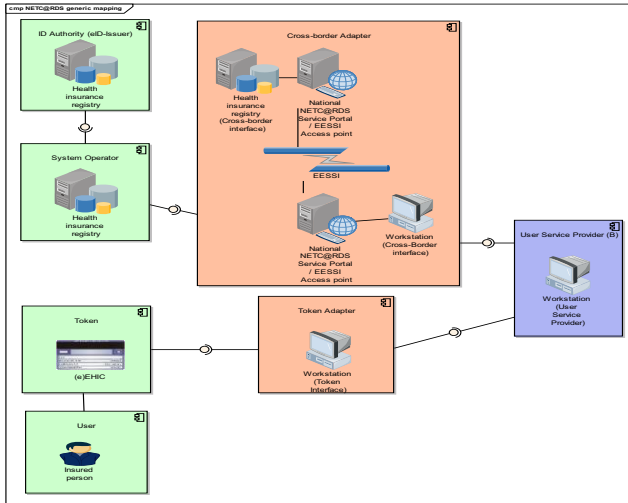 cmp NETC@RDS generic mapping
ID Authority (eID-Issuer)
Health
insurance
registry
System Operator
Health
insurance
registry
Cross-border Adapter
Health
insurance
registry
(Cross-border
interface)
National
NETC@RDS
Service Portal
/ EESSI
Access point
EESSI
National
NETC@RDS
Service Portal
/ EESSI
Access point
Workstation
(Cross-Border
interface)
User Service Provider (B)
Workstation
(User
Service
Provider)
Token
(e)EHIC
Token Adapter
Workstation
(Token
Interface)
User
Insured
person